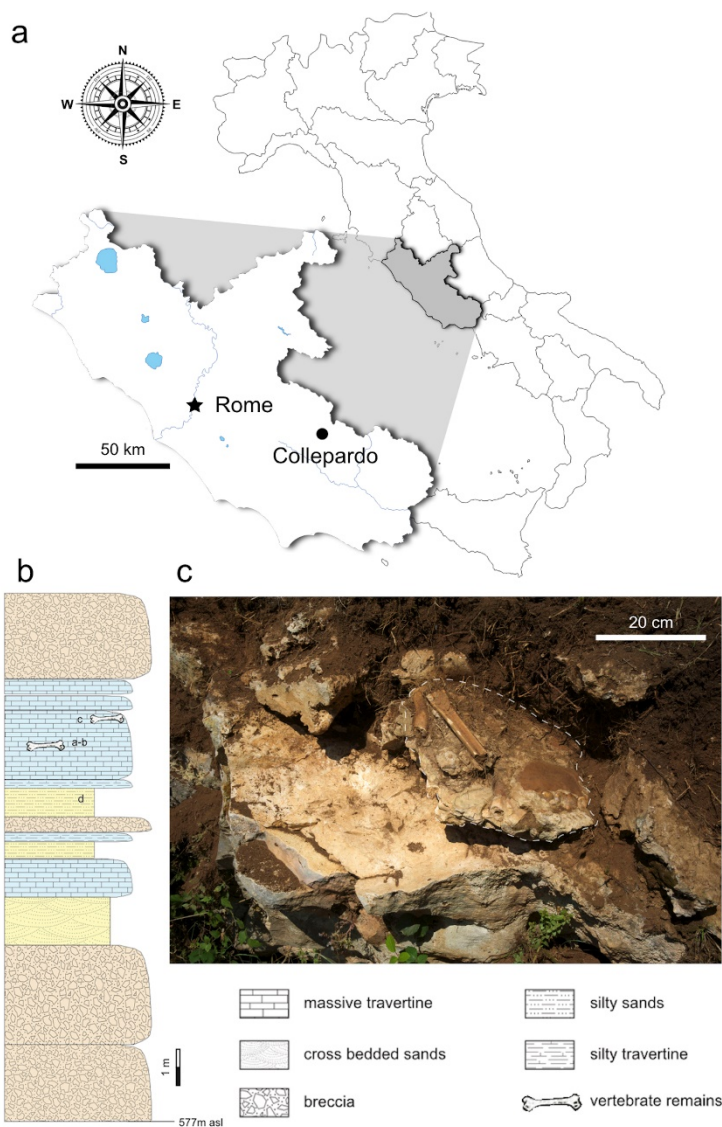 a
N
W
E
S
Rome
50 km
Collepardo
b
c
20 cm
c
a-b
d
1 m
577m asl
massive travertine
silty sands
cross bedded sands
silty travertine
breccia
vertebrate remains